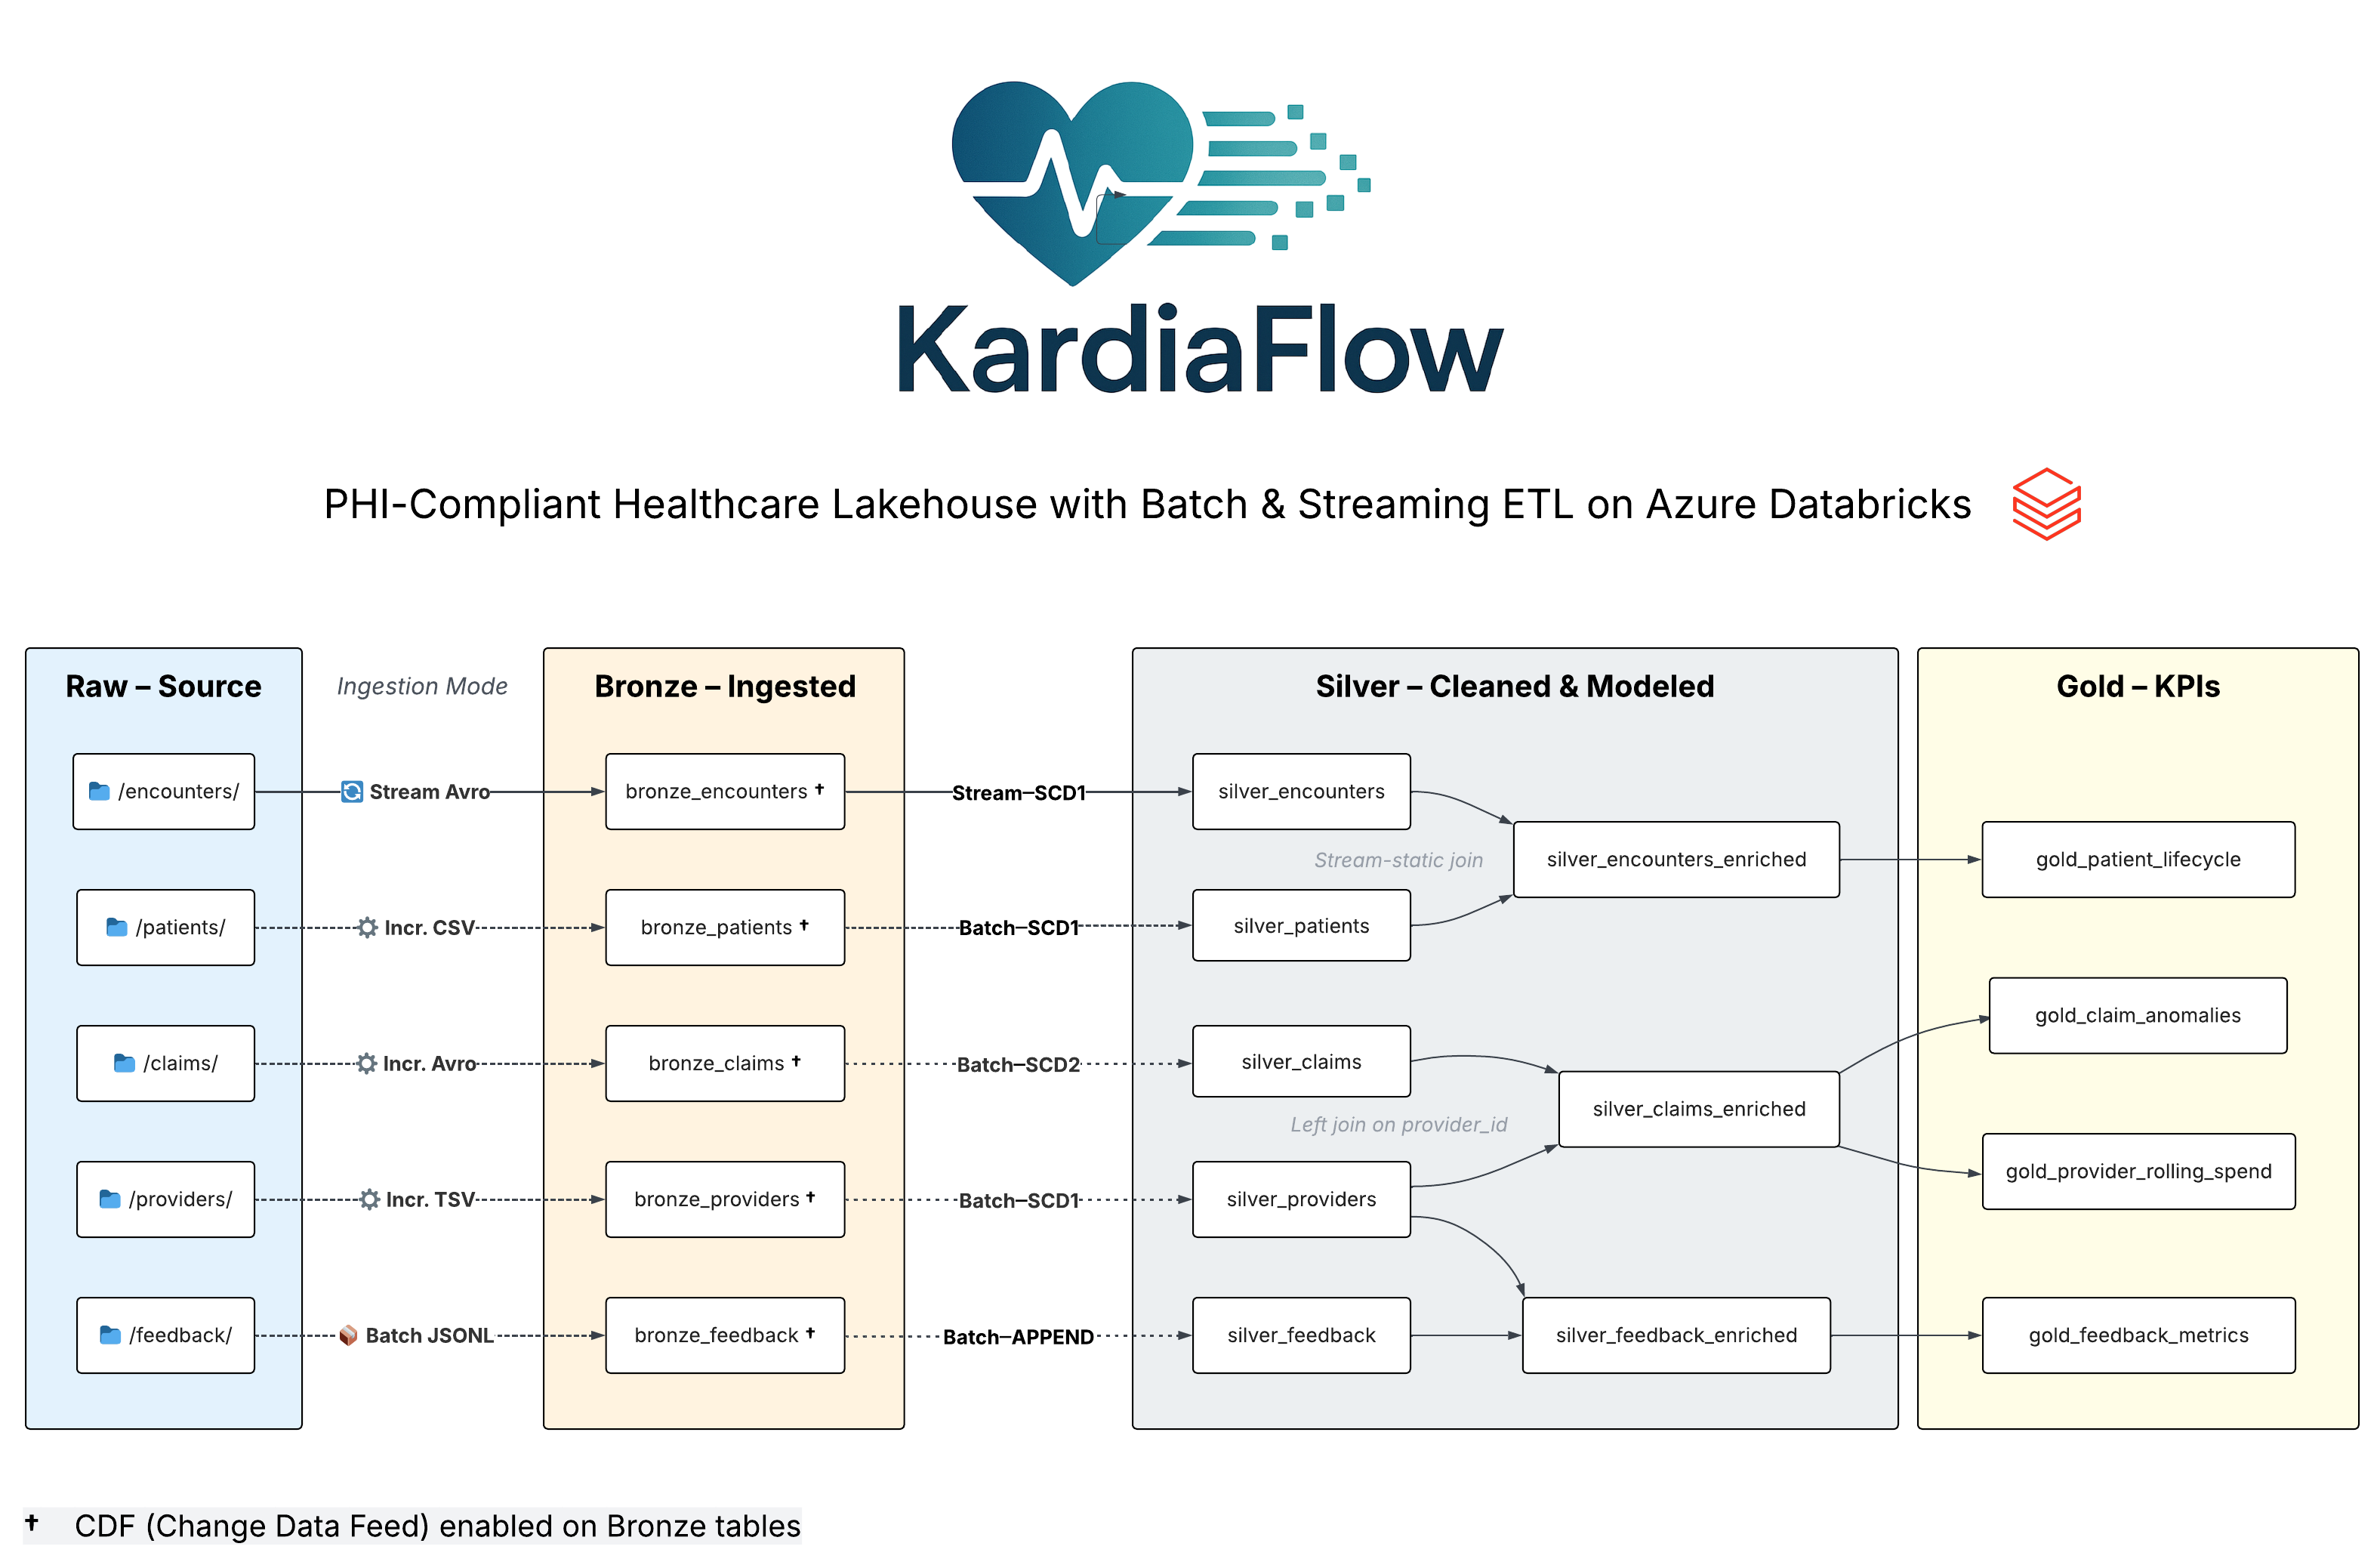 KardiaFlow
PHI-Compliant Healthcare Lakehouse with Batch & Streaming ETL on Azure Databricks
Raw – Source
Ingestion Mode
Bronze – Ingested
Silver – Cleaned & Modeled
Gold – KPIs
/encounters/
Stream Avro
bronze_encounters †
Stream–SCD1
silver_encounters
Stream-static join
silver_encounters_enriched
gold_patient_lifecycle
/patients/
Incr. CSV
bronze_patients †
Batch–SCD1
silver_patients
/claims/
Incr. Avro
bronze_claims †
Batch–SCD2
silver_claims
Left join on provider_id
silver_claims_enriched
gold_claim_anomalies
gold_provider_rolling_spend
/providers/
Incr. TSV
bronze_providers †
Batch–SCD1
silver_providers
/feedback/
Batch JSONL
bronze_feedback †
Batch–APPEND
silver_feedback
silver_feedback_enriched
gold_feedback_metrics
† CDF (Change Data Feed) enabled on Bronze tables